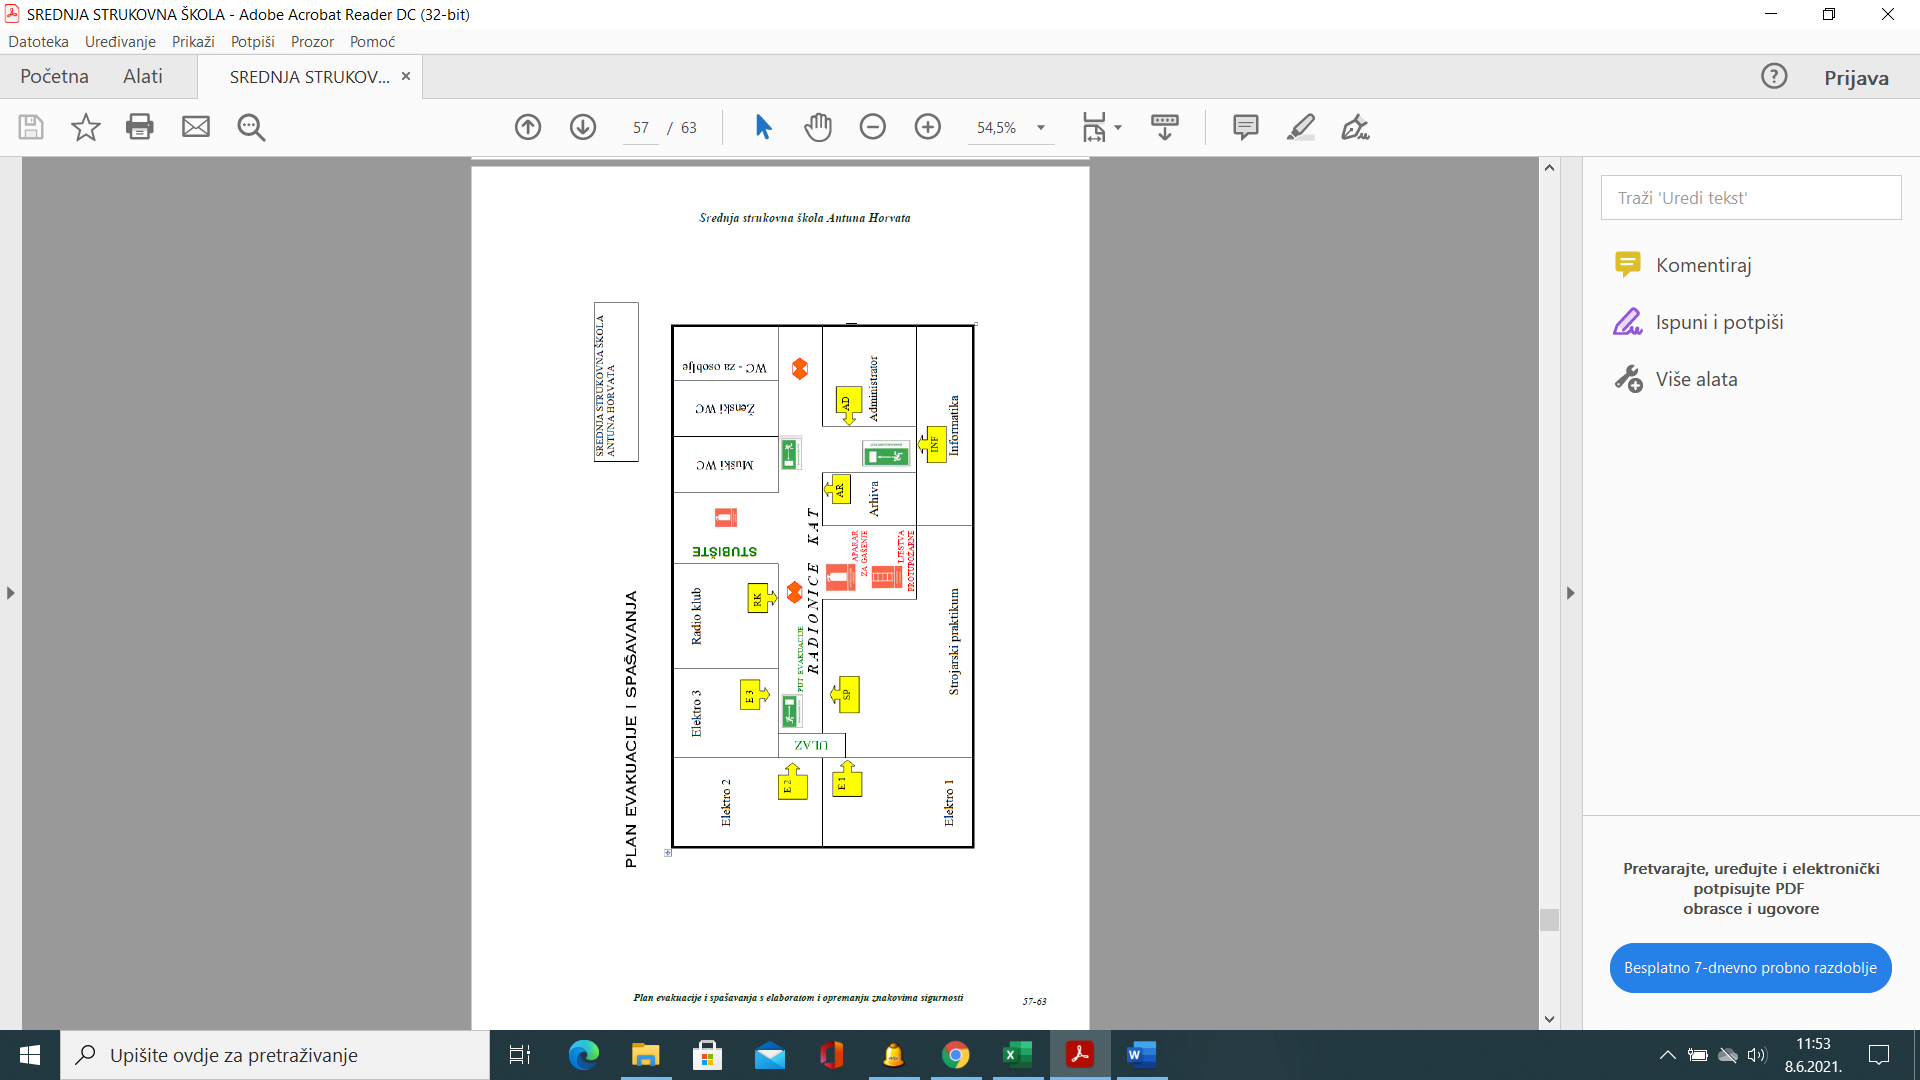 SREDNJA STRUKOVNA ŠKOLA - Adobe Acrobat Reader DC (32-bit)
Datoteka Uređivanje Prikaži Potpiši Prozor Pomoć
Početna Alati SREDNJA STRUKOV... × Prijava
57 / 63 54,5%
Srednja strukovna škola Antuna Horvata
SREDNJA STRUKOVNA ŠKOLA
ANTUNA HORVATA
PLAN EVAKUACIJE I SPAŠAVANJA
WC - za osoblje
Ženski WC
Muški WC
STUBIŠTE
Radio klub
RK
Elektro 3
E 3
Elektro 2
E 2
ULAZ
PUT EVAKUACIJE
RADIONICE KAT
AD
Administrator
INF
Informatika
AR
Arhiva
APARAR
ZA GAŠENJE
LJESTVA
PROTUPOŽARNE
SP
Strojarski praktikum
E 1
Elektro 1
Plan evakuacije i spašavanja s elaboratom i opremanju znakovima sigurnosti
57-63
Traži 'Uredi tekst'
Komentiraj
Ispuni i potpiši
Više alata
Pretvarajte, uređujte i elektronički
potpisujte PDF
obrasce i ugovore
Besplatno 7-dnevno probno razdoblje
Upišite ovdje za pretraživanje
11:53
8.6.2021.